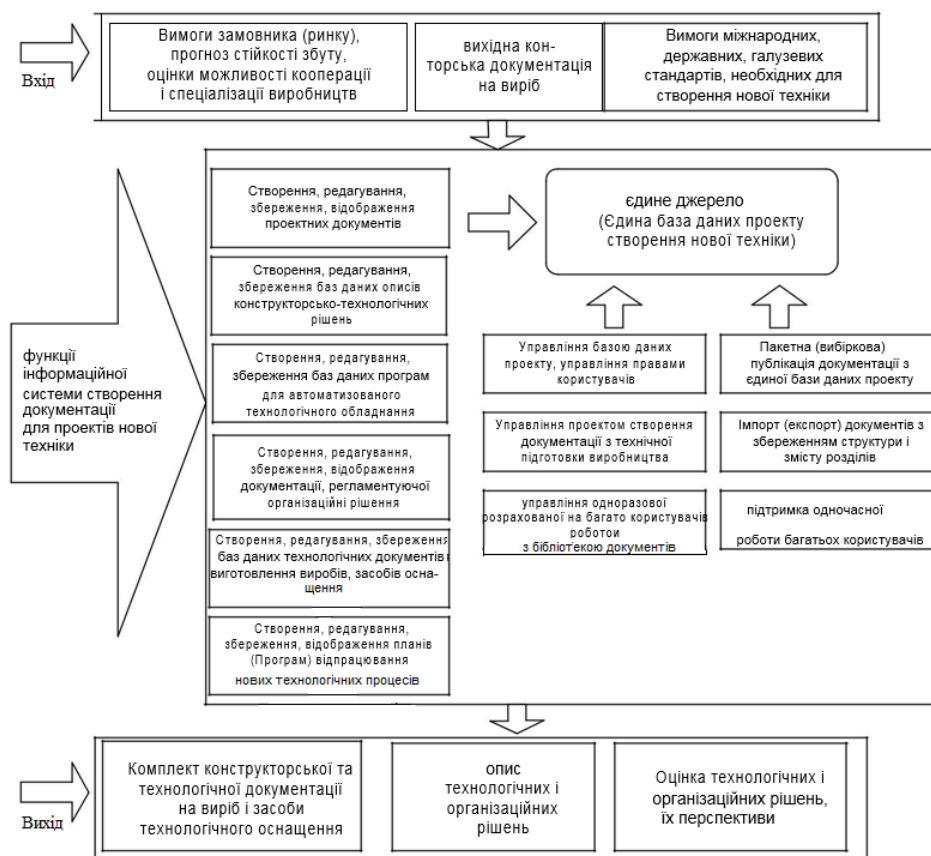 Вхід
Вимоги замовника (ринку),
прогноз стійкості збуту,
оцінки можливості кооперації
і спеціалізації виробництв
вихідна кон-
торська документація
на виріб
Вимоги міжнародних,
державних, галузевих
стандартів, необхідних для
створення нової техніки
функції
інформаційної
системи створення
документації
для проектів нової
техніки
Створення, редагування,
збереження, відображення
проектних документів
Створення, редагування,
збереження баз даних описів
конструкторсько-технологічних
рішень
Створення, редагування,
збереження баз даних програм
для автоматизованого
технологічного обладнання
Створення, редагування,
збереження, відображення
документації, регламентуючої
організаційні рішення
Створення, редагування, збереження
баз даних технологічних документів
виготовлення виробів, засобів осна-
щення
Створення, редагування,
збереження, відображення планів
(Програм) відпрацювання
нових технологічних процесів
єдине джерело
(Єдина база даних проекту
створення нової техніки)
Управління базою даних
проекту, управління правами
користувачів
Пакетна (вибіркова)
публікація документації з
єдиної бази даних проекту
Управління проектом створення
документації з технічної
підготовки виробництва
Імпорт (експорт) документів з
збереженням структури і
змісту розділів
управління одноразової
розрахованої на багато користувачів
роботои
з бібліотекою документів
підтримка одночасної
роботи багатьох користувачів
Вихід
Комплект конструкторської та
технологічної документації
на виріб і засоби
технологічного оснащення
опис
технологічних і
організаційних
рішень
Оцінка технологічних і
організаційних рішень,
їх перспективи